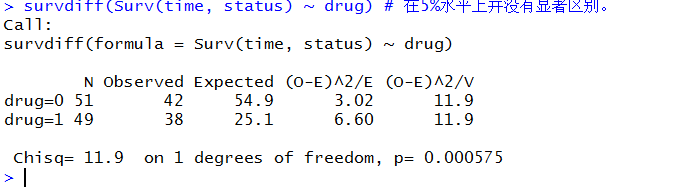 > survdiff(Surv(time, status) ~ drug) # 在5%水平上并没有显著区别。
Call:
survdiff(formula = Surv(time, status) ~ drug)
N Observed Expected (O-E)^2/E (O-E)^2/V
drug=0 51 42 54.9 3.02 11.9
drug=1 49 38 25.1 6.60 11.9
Chisq= 11.9 on 1 degrees of freedom, p= 0.000575
>